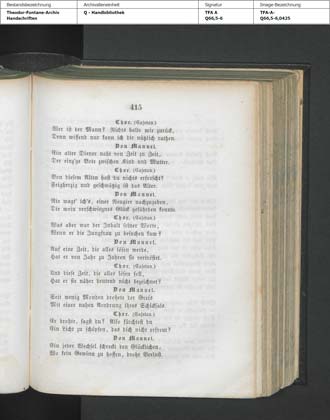 Bestandsbezeichnung
Archivalieneinheit
Signatur
Image-Bezeichnung
Theodor-Fontane-Archiv
Handschriften
Q - Handbibliothek
TFA A
Q66,5-6
TFA-A-
Q66,5-6,0425
415
Chor. (Cajetan.)
Wer ist der Mann? Nichts halte mir zurück,
Denn wissend nur kann ich dir nützlich rathen.
Don Manuel.
Ein alter Diener naht von Zeit zu Zeit,
Der einz'ge Bote zwischen Kind und Mutter.
Chor. (Cajetan.)
Von diesem Alten hast du nichts erforscht?
Feigherzig und geschwätzig ist das Alter.
Don Manuel.
Nie wagt' ich's, einer Neugier nachzugeben,
Die mein verschwiegnes Glück gefährden konnte.
Chor. (Cajetan.)
Was aber war der Inhalt seiner Worte,
Wenn er die Jungfrau zu besuchen kam?
Don Manuel.
Auf eine Zeit, die alles lösen werde,
Hat er von Jahr zu Jahren sie vertröstet.
Chor. (Cajetan.)
Und diese Zeit, die alles lösen soll,
Hat er sie näher deutend nicht bezeichnet?
Don Manuel.
Seit wenig Monden drohete der Greis
Mit einer nahen Aendrung ihres Schicksals.
Chor. (Cajetan.)
Er drohte, sagst du? Also fürchtest du
Ein Licht zu schöpfen, das dich nicht erfreut?
Don Manuel.
Ein jeder Wechsel schreckt den Glücklichen,
Wo kein Gewinn zu hoffen, droht Verlust.